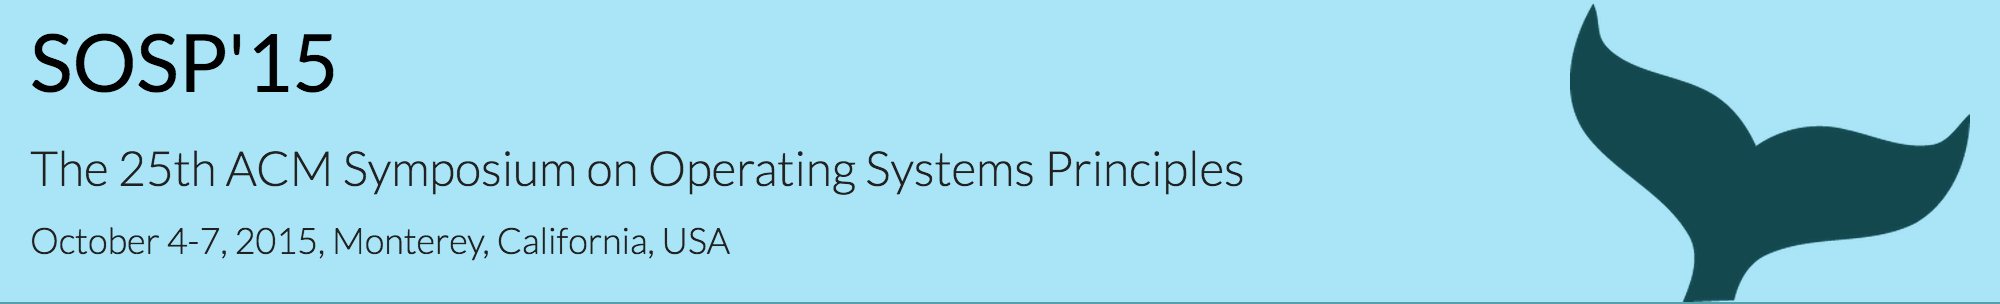 SOSP'15
The 25th ACM Symposium on Operating Systems Principles
October 4-7, 2015, Monterey, California, USA